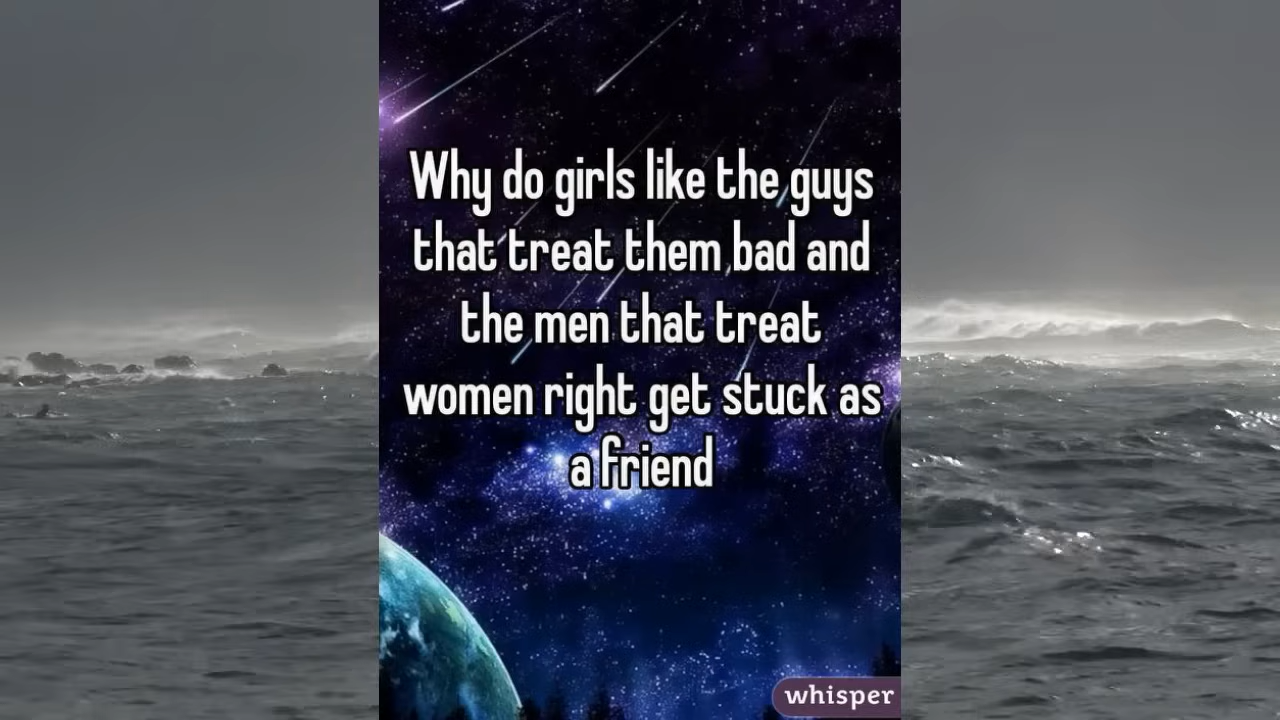 Why do girls like the guys
that treat them bad and
the men that treat
women right get stuck as
a friend
whisper